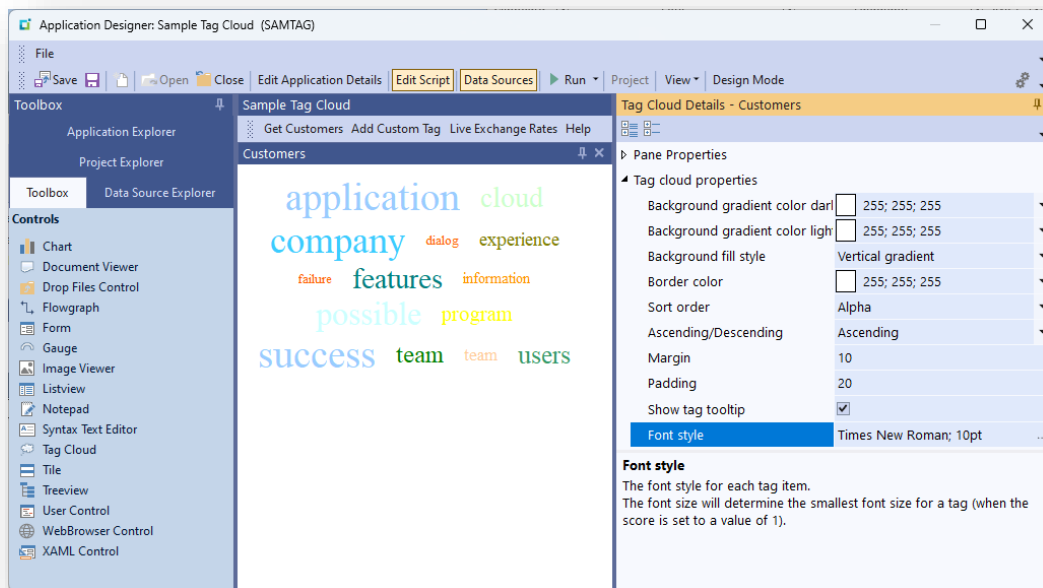 Application Designer: Sample Tag Cloud (SAMTAG)
File
Save Open Close Edit Application Details Edit Script Data Sources Run Project View Design Mode
Toolbox
Application Explorer
Project Explorer
Toolbox Data Source Explorer
Controls
Chart
Document Viewer
Drop Files Control
Flowgraph
Form
Gauge
Image Viewer
Listview
Notepad
Syntax Text Editor
Tag Cloud
Tile
Treeview
User Control
WebBrowser Control
XAML Control
Sample Tag Cloud
Get Customers Add Custom Tag Live Exchange Rates Help
Customers
application cloud
company dialog experience
failure features information
possible program
success team team users
Tag Cloud Details - Customers
Pane Properties
Tag cloud properties
Background gradient color darl 255; 255; 255
Background gradient color ligh 255; 255; 255
Background fill style Vertical gradient
Border color 255; 255; 255
Sort order Alpha
Ascending/Descending Ascending
Margin 10
Padding 20
Show tag tooltip
Font style Times New Roman; 10pt
Font style
The font style for each tag item.
The font size will determine the smallest font size for a tag (when the
score is set to a value of 1).